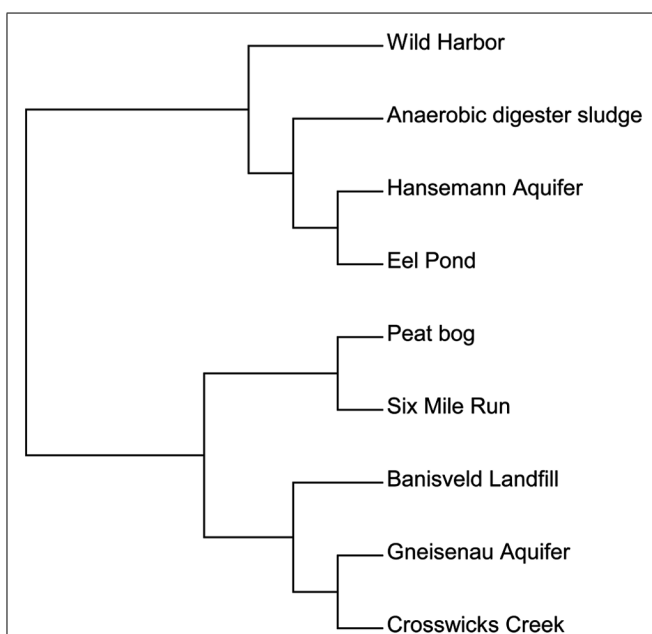 Wild Harbor
Anaerobic digester sludge
Hansemann Aquifer
Eel Pond
Peat bog
Six Mile Run
Banisveld Landfill
Gneisenau Aquifer
Crosswicks Creek